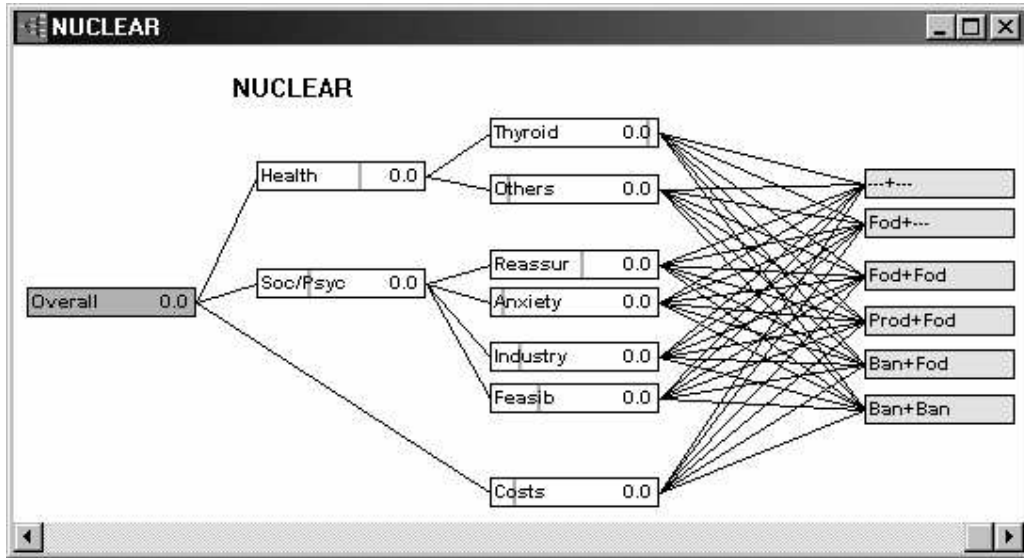 NUCLEAR
NUCLEAR
Overall 0.0
Health 0.0
Soc/Psyc 0.0
Thyroid 0.0
Others 0.0
Reassur 0.0
Anxiety 0.0
Industry 0.0
Feasib 0.0
Costs 0.0
---+---
Fod+---
Fod+Fod
Prod+Fod
Ban+Fod
Ban+Ban